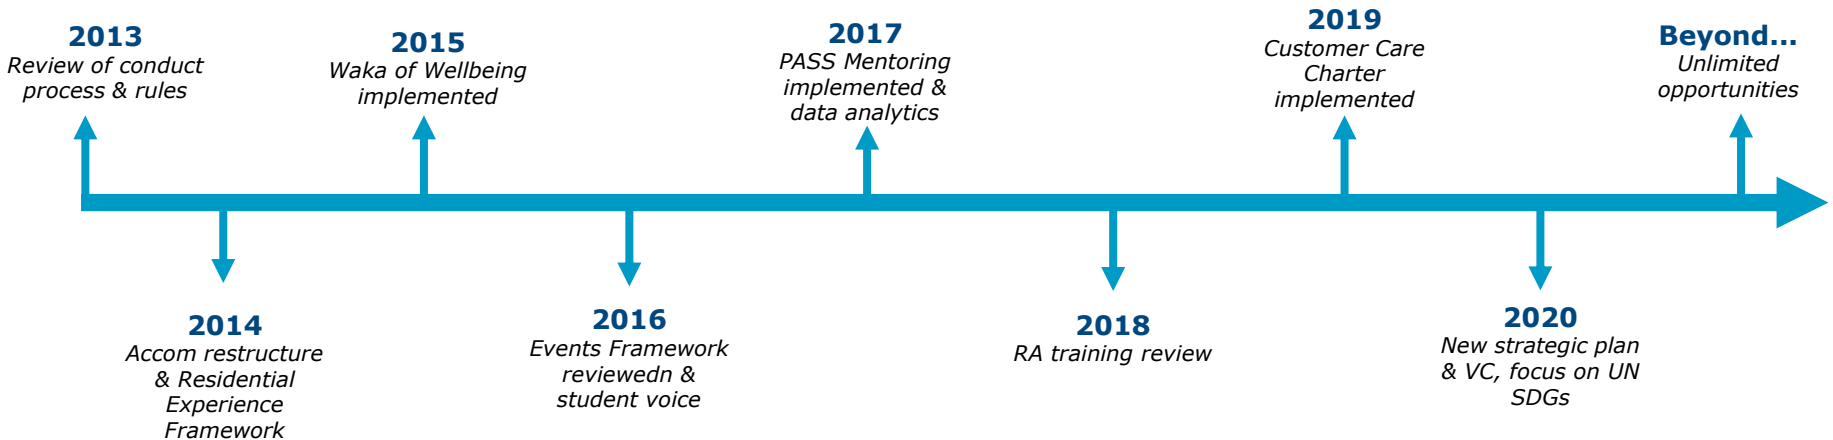 2013
Review of conduct
process & rules
2014
Accom restructure
& Residential
Experience
Framework
2015
Waka of Wellbeing
implemented
2016
Events Framework
reviewedn &
student voice
2017
PASS Mentoring
implemented &
data analytics
2018
RA training review
2019
Customer Care
Charter
implemented
2020
New strategic plan
& VC, focus on UN
SDGs
Beyond...
Unlimited
opportunities